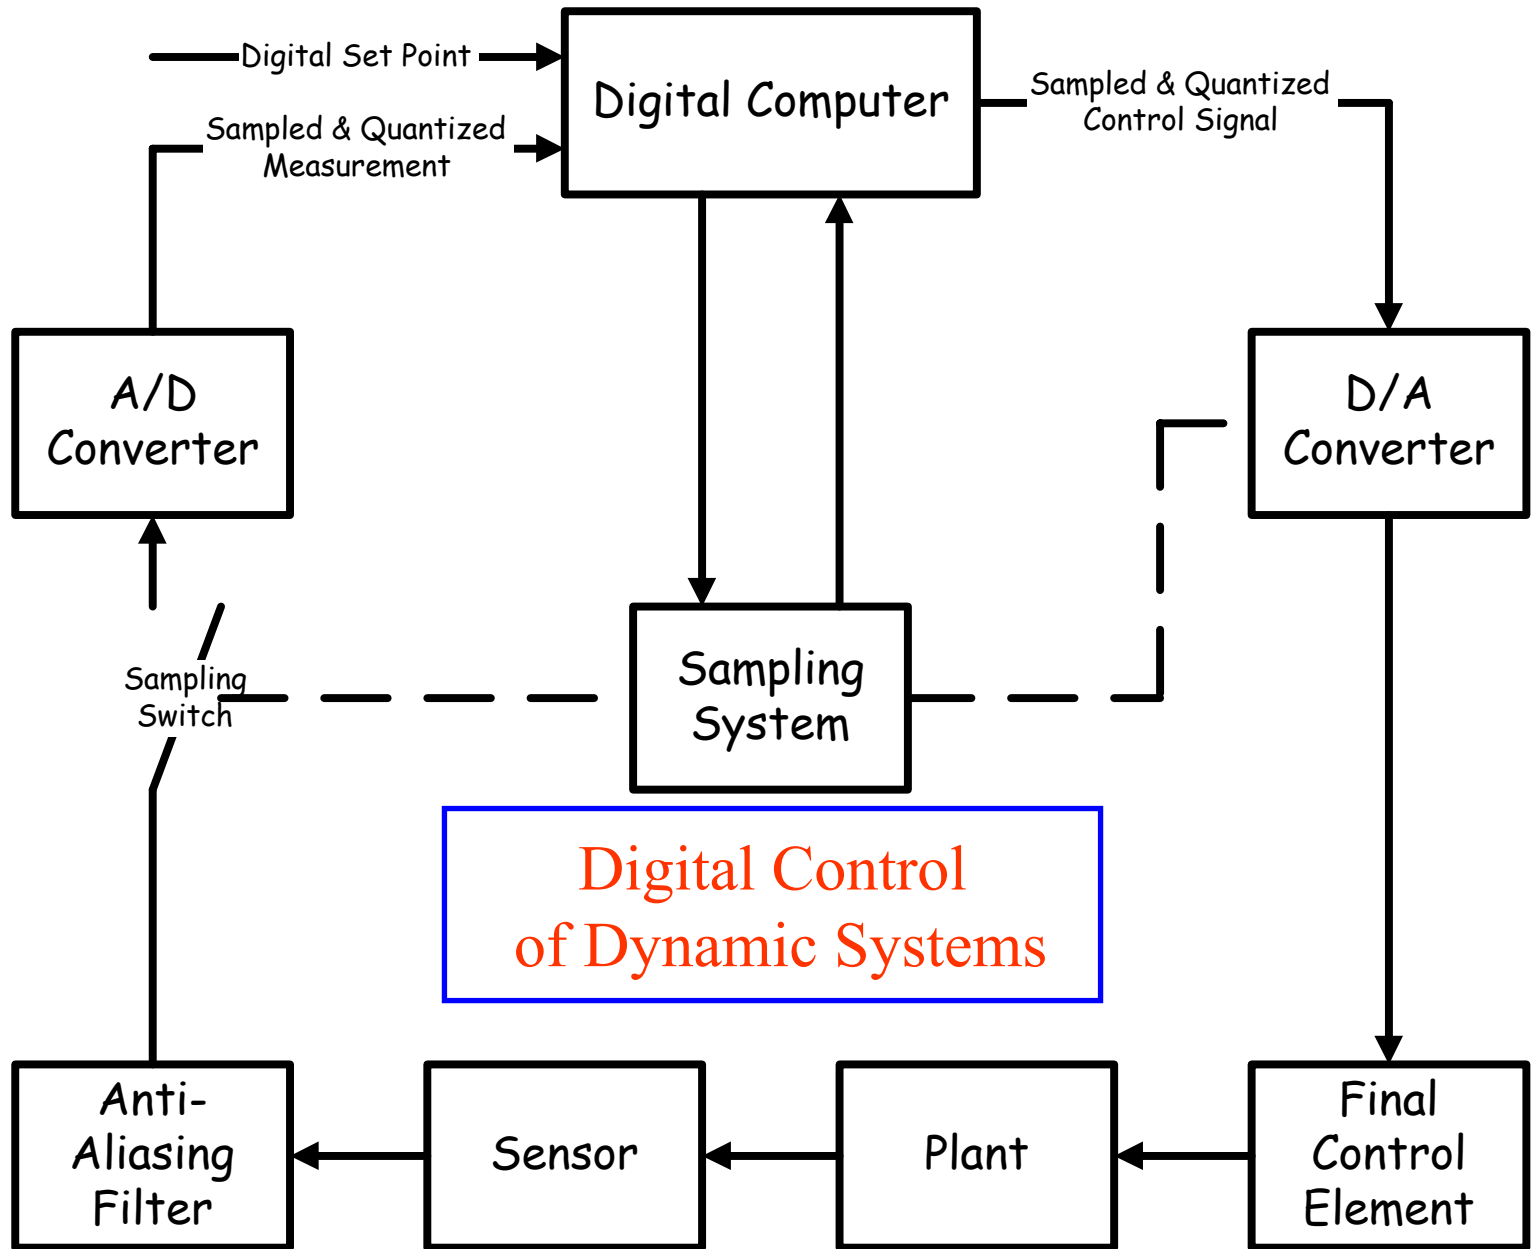 Digital Set Point
Digital Computer
Sampled & Quantized
Control Signal
Sampled & Quantized
Measurement
A/D
Converter
D/A
Converter
Sampling
Switch
Sampling
System
Digital Control
of Dynamic Systems
Anti-
Aliasing
Filter
Sensor
Plant
Final
Control
Element